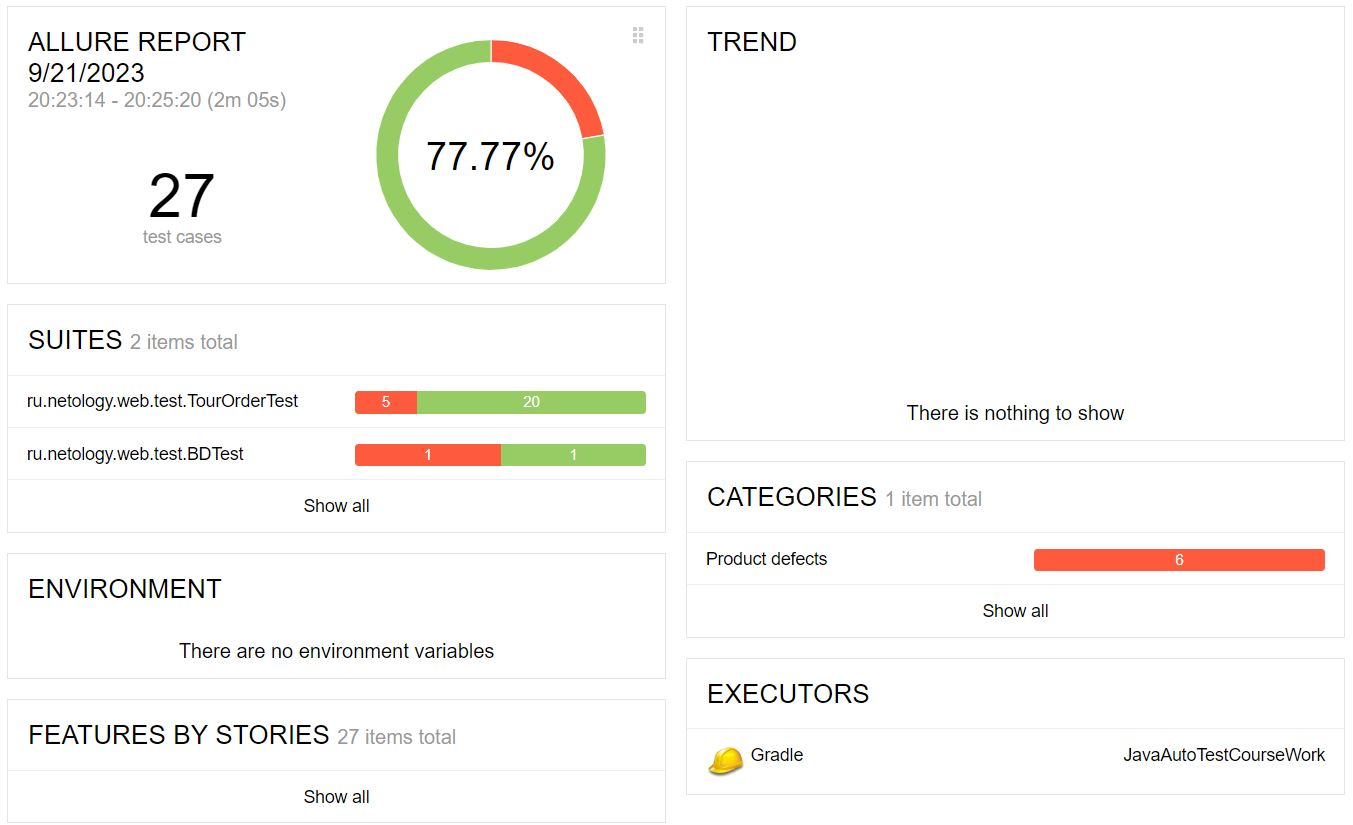 ALLURE REPORT
9/21/2023
20:23:14 - 20:25:20 (2m 05s)
27
test cases
77.77%
SUITES 2 items total
ru.netology.web.test.TourOrderTest 5 20
ru.netology.web.test.BDTest 1 1
Show all
ENVIRONMENT
There are no environment variables
FEATURES BY STORIES 27 items total
Show all
TREND
There is nothing to show
CATEGORIES 1 item total
Product defects 6
Show all
EXECUTORS
Gradle JavaAutoTestCourseWork